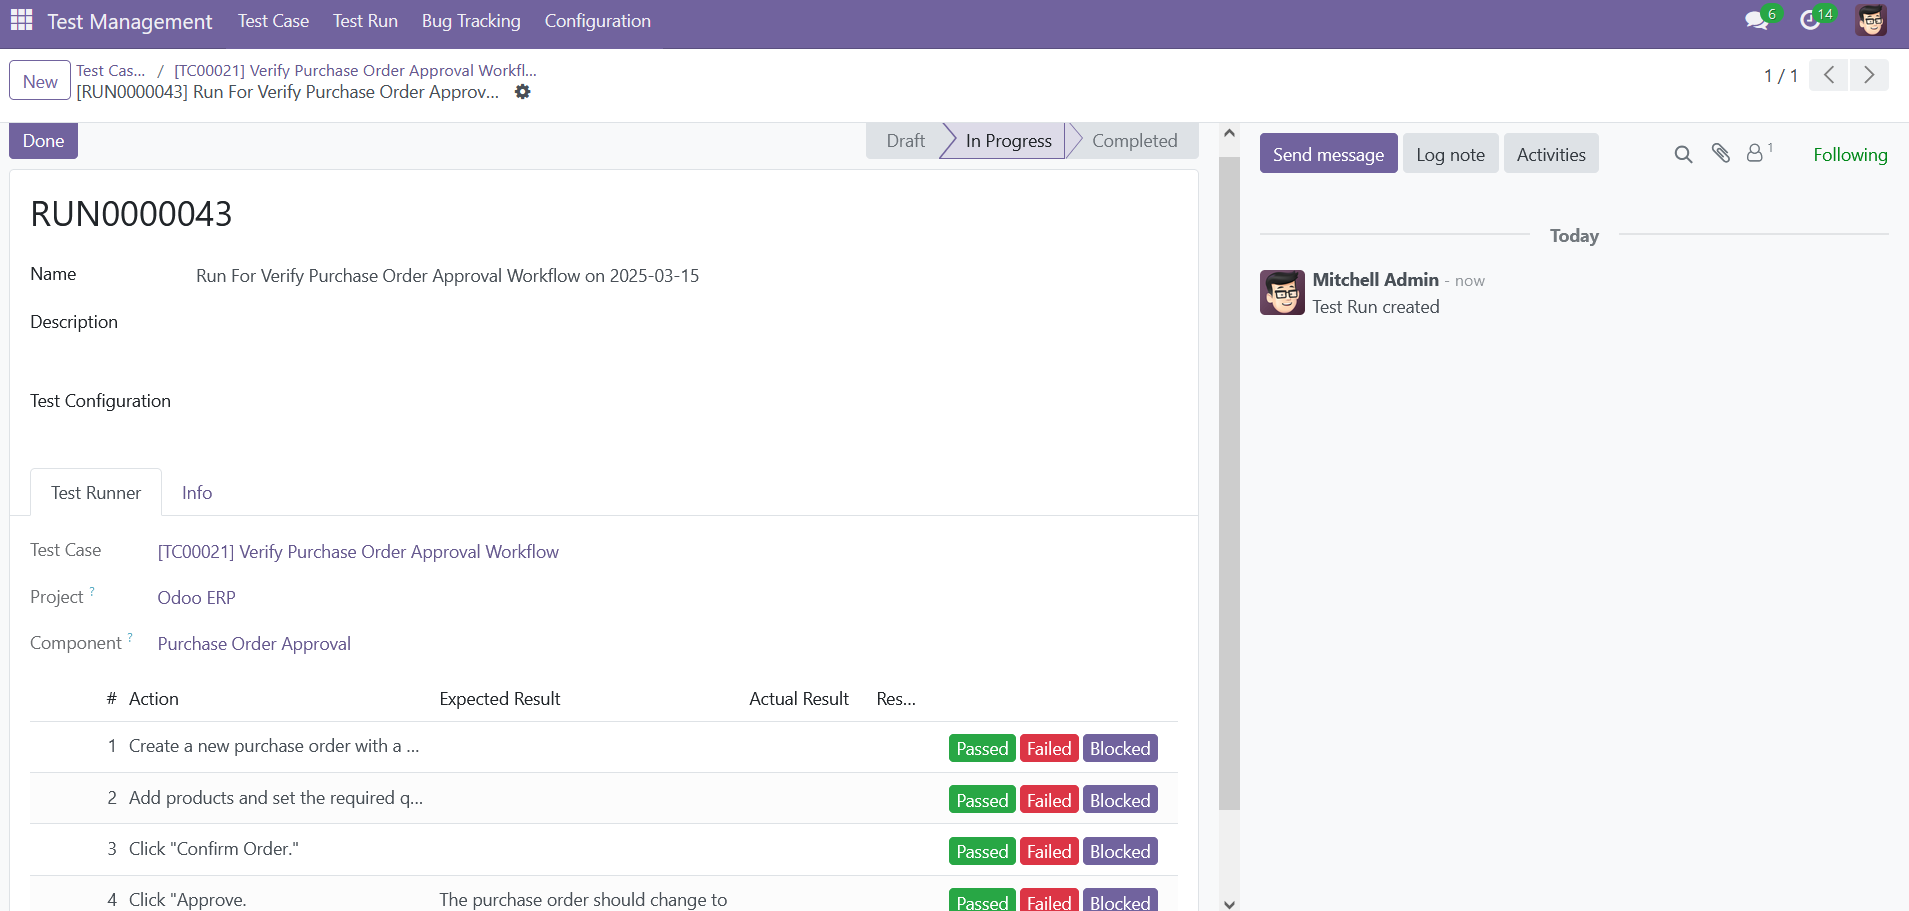 Test Management Test Case Test Run Bug Tracking Configuration 6 14
New Test Cas... / [TC00021] Verify Purchase Order Approval Workfl...
[RUN0000043] Run For Verify Purchase Order Approv... 1 / 1
Done Draft In Progress Completed
Send message Log note Activities 1 Following
RUN0000043
Today
Name Run For Verify Purchase Order Approval Workflow on 2025-03-15
Mitchell Admin - now
Test Run created
Description
Test Configuration
Test Runner Info
Test Case [TC00021] Verify Purchase Order Approval Workflow
Project ? Odoo ERP
Component ? Purchase Order Approval
# Action Expected Result Actual Result Res...
1 Create a new purchase order with a ... Passed Failed Blocked
2 Add products and set the required q... Passed Failed Blocked
3 Click "Confirm Order." Passed Failed Blocked
4 Click "Approve. The purchase order should change to Passed Failed Blocked